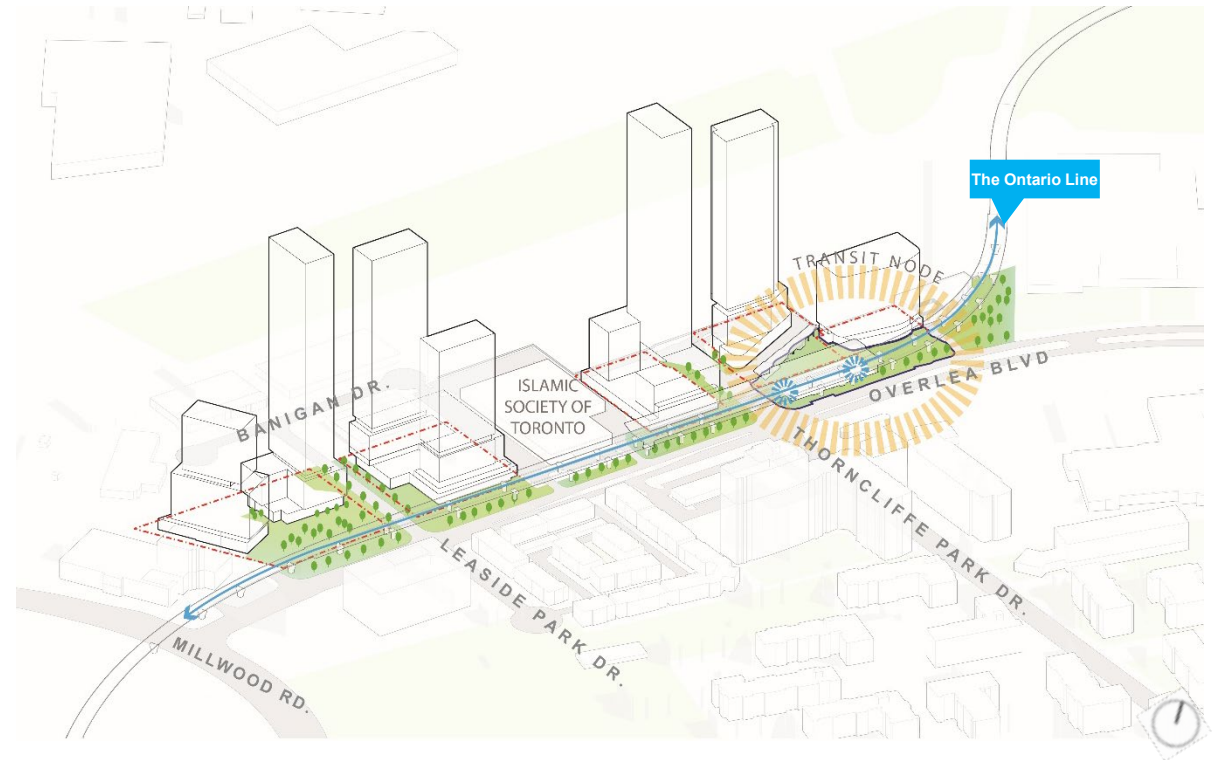 The Ontario Line
TRANSIT NODE
OVERLEA BLVD
BANIGAN DR.
ISLAMIC
SOCIETY OF
TORONTO
THORNCLIFFE PARK DR.
LEASIDE PARK DR.
MILLWOOD RD.